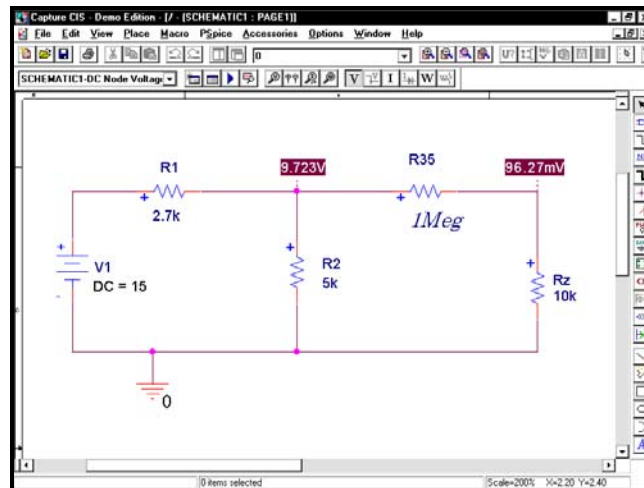 Capture CIS - Demo Edition - [/ - (SCHEMATIC1 : PAGE1)]
File Edit View Place Macro PSpice Accessories Options Window Help
0
SCHEMATIC1-DC Node Voltag
V I W
R1
9.723V
R35
96.27mV
2.7k
1Meg
V1
DC = 15
R2
5k
Rz
10k
0
0 items selected
Scale=200% X=2.20 Y=2.40